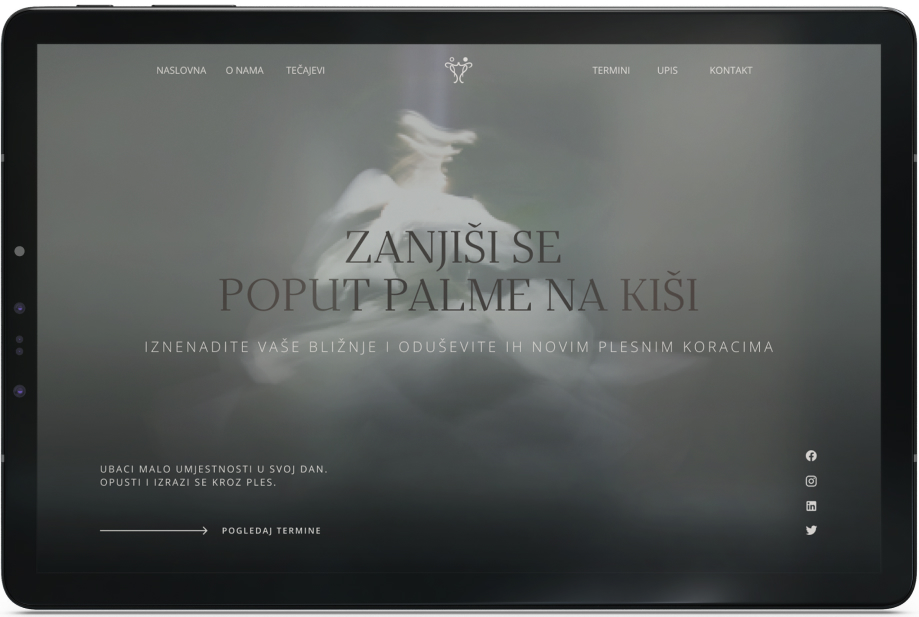 NASLOVNA O NAMA TEČAJEVI TERMINI UPIS KONTAKT
ZANJIŠI SE
POPUT PALME NA KIŠI
IZNENADITE VAŠE BLIŽNJE I ODUŠEVITE IH NOVIM PLESNIM KORACIMA
UBACI MALO UMJESTNOSTI U SVOJ DAN.
OPUSTI I IZRAZI SE KROZ PLES.
POGLEDAJ TERMINE